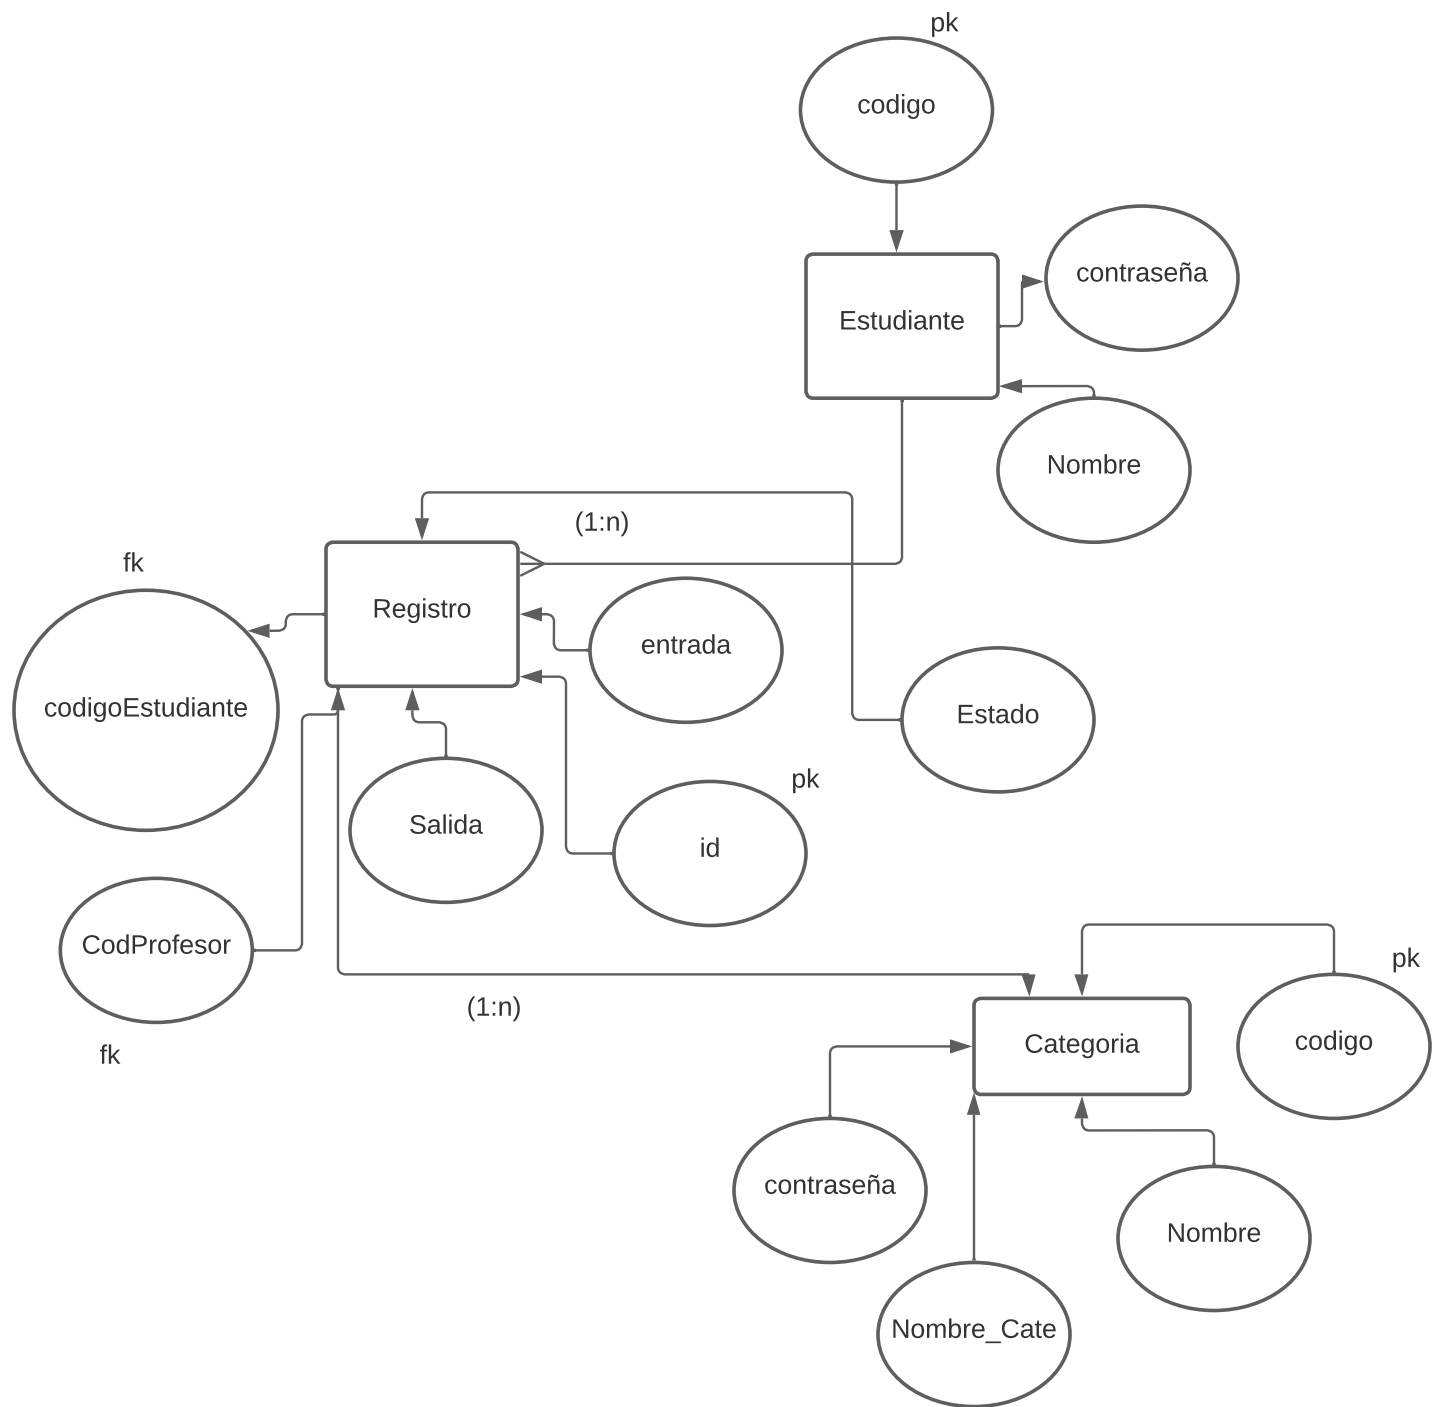 pk
codigo
contraseña
Estudiante
Nombre
(1:n)
fk
Registro
entrada
codigoEstudiante
Estado
pk
Salida
id
CodProfesor
pk
(1:n)
fk
Categoria
codigo
contraseña
Nombre
Nombre_Cate